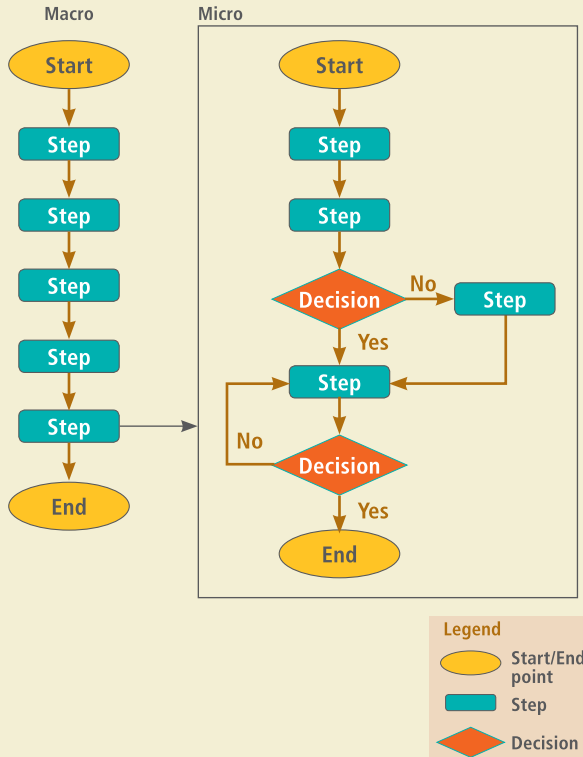 Macro
Start
Step
Step
Step
Step
Step
End
Micro
Start
Step
Step
Decision
No
Step
Yes
Step
No
Decision
Yes
End
Legend
Start/End
point
Step
Decision